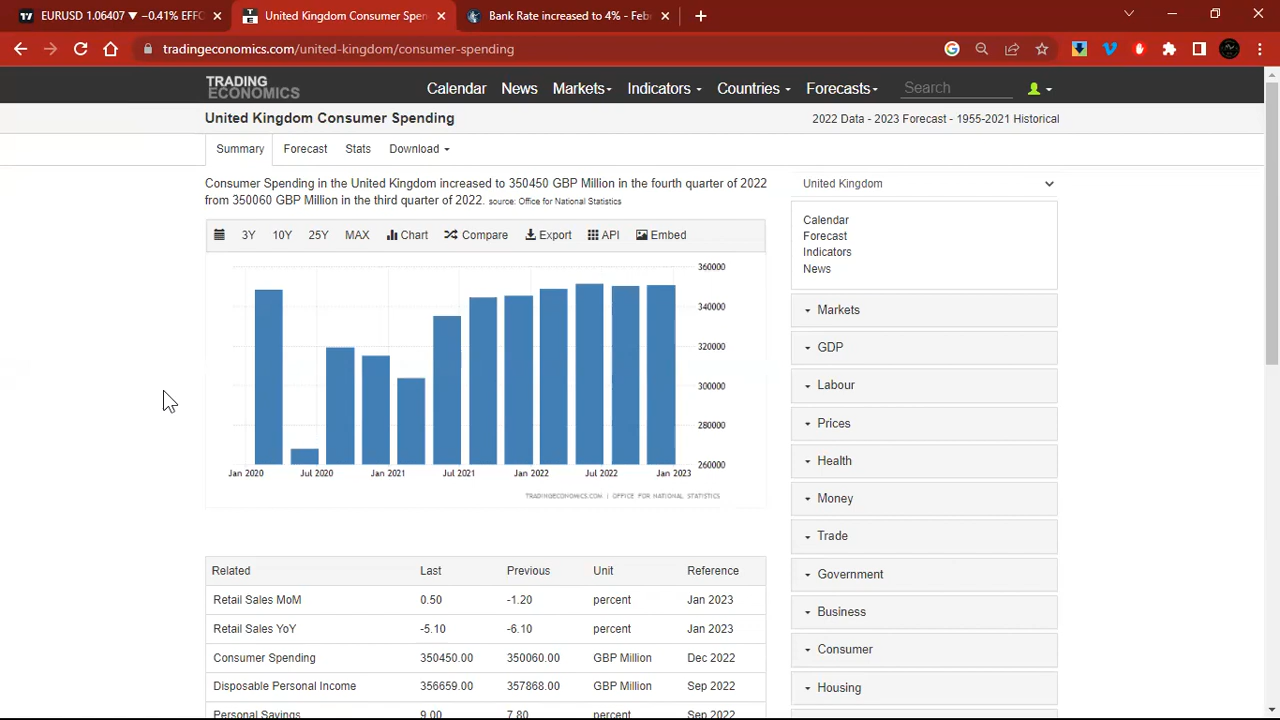 EURUSD 1.06407 ▼ −0.41% EFFO
United Kingdom Consumer Spen
Bank Rate increased to 4% - Feb
tradingeconomics.com/united-kingdom/consumer-spending
TRADING
ECONOMICS
Calendar News Markets Indicators Countries Forecasts Search
United Kingdom Consumer Spending
2022 Data - 2023 Forecast - 1955-2021 Historical
Summary Forecast Stats Download
Consumer Spending in the United Kingdom increased to 350450 GBP Million in the fourth quarter of 2022
from 350060 GBP Million in the third quarter of 2022. source: Office for National Statistics
3Y 10Y 25Y MAX Chart Compare Export API Embed
360000
340000
320000
300000
280000
260000
Jan 2020 Jul 2020 Jan 2021 Jul 2021 Jan 2022 Jul 2022 Jan 2023
TRADINGECONOMICS.COM | OFFICE FOR NATIONAL STATISTICS
Related Last Previous Unit Reference
Retail Sales MoM 0.50 -1.20 percent Jan 2023
Retail Sales YoY -5.10 -6.10 percent Jan 2023
Consumer Spending 350450.00 350060.00 GBP Million Dec 2022
Disposable Personal Income 356659.00 357868.00 GBP Million Sep 2022
Personal Savings 9.00 7.80 percent Sep 2022
United Kingdom
Calendar
Forecast
Indicators
News
Markets
GDP
Labour
Prices
Health
Money
Trade
Government
Business
Consumer
Housing